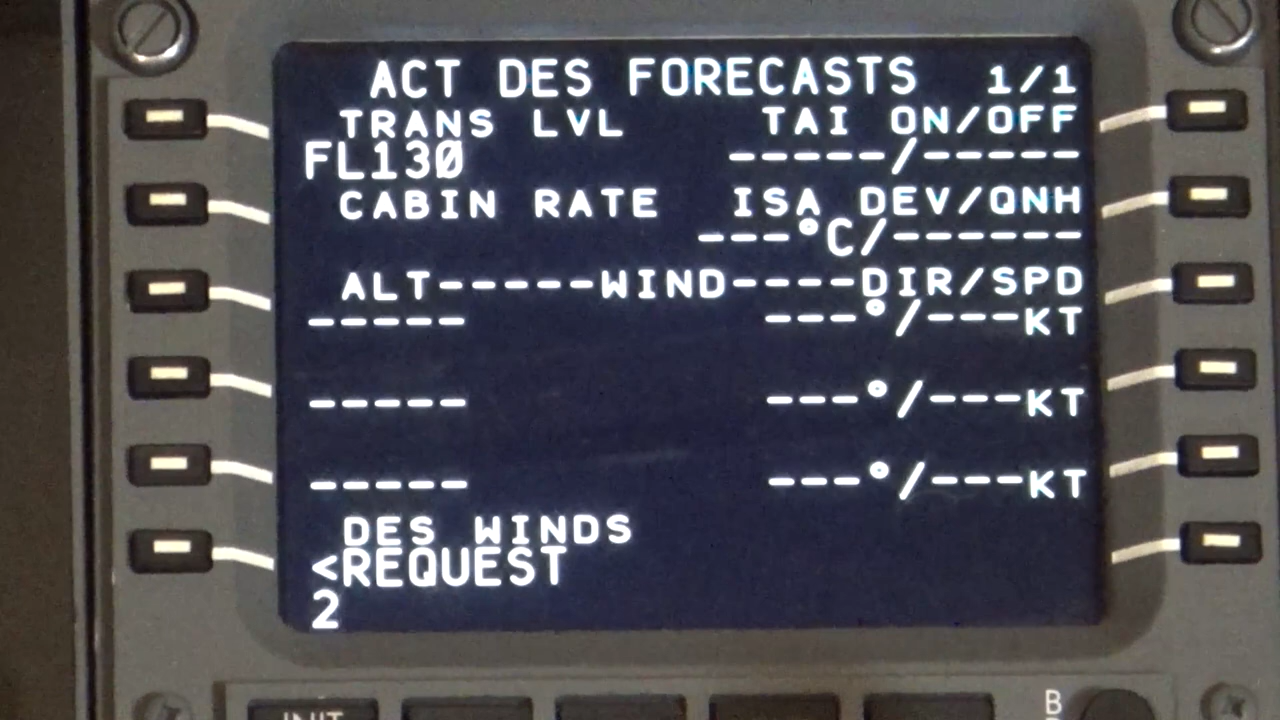 ACT DES FORECASTS 1/1
TRANS LVL TAI ON/OFF
FL130 -----/-----
CABIN RATE ISA DEV/QNH
---°C/------
ALT-----WIND----DIR/SPD
----- ---°/---KT
----- ---°/---KT
----- ---°/---KT
DES WINDS
<REQUEST
2
INIT
B